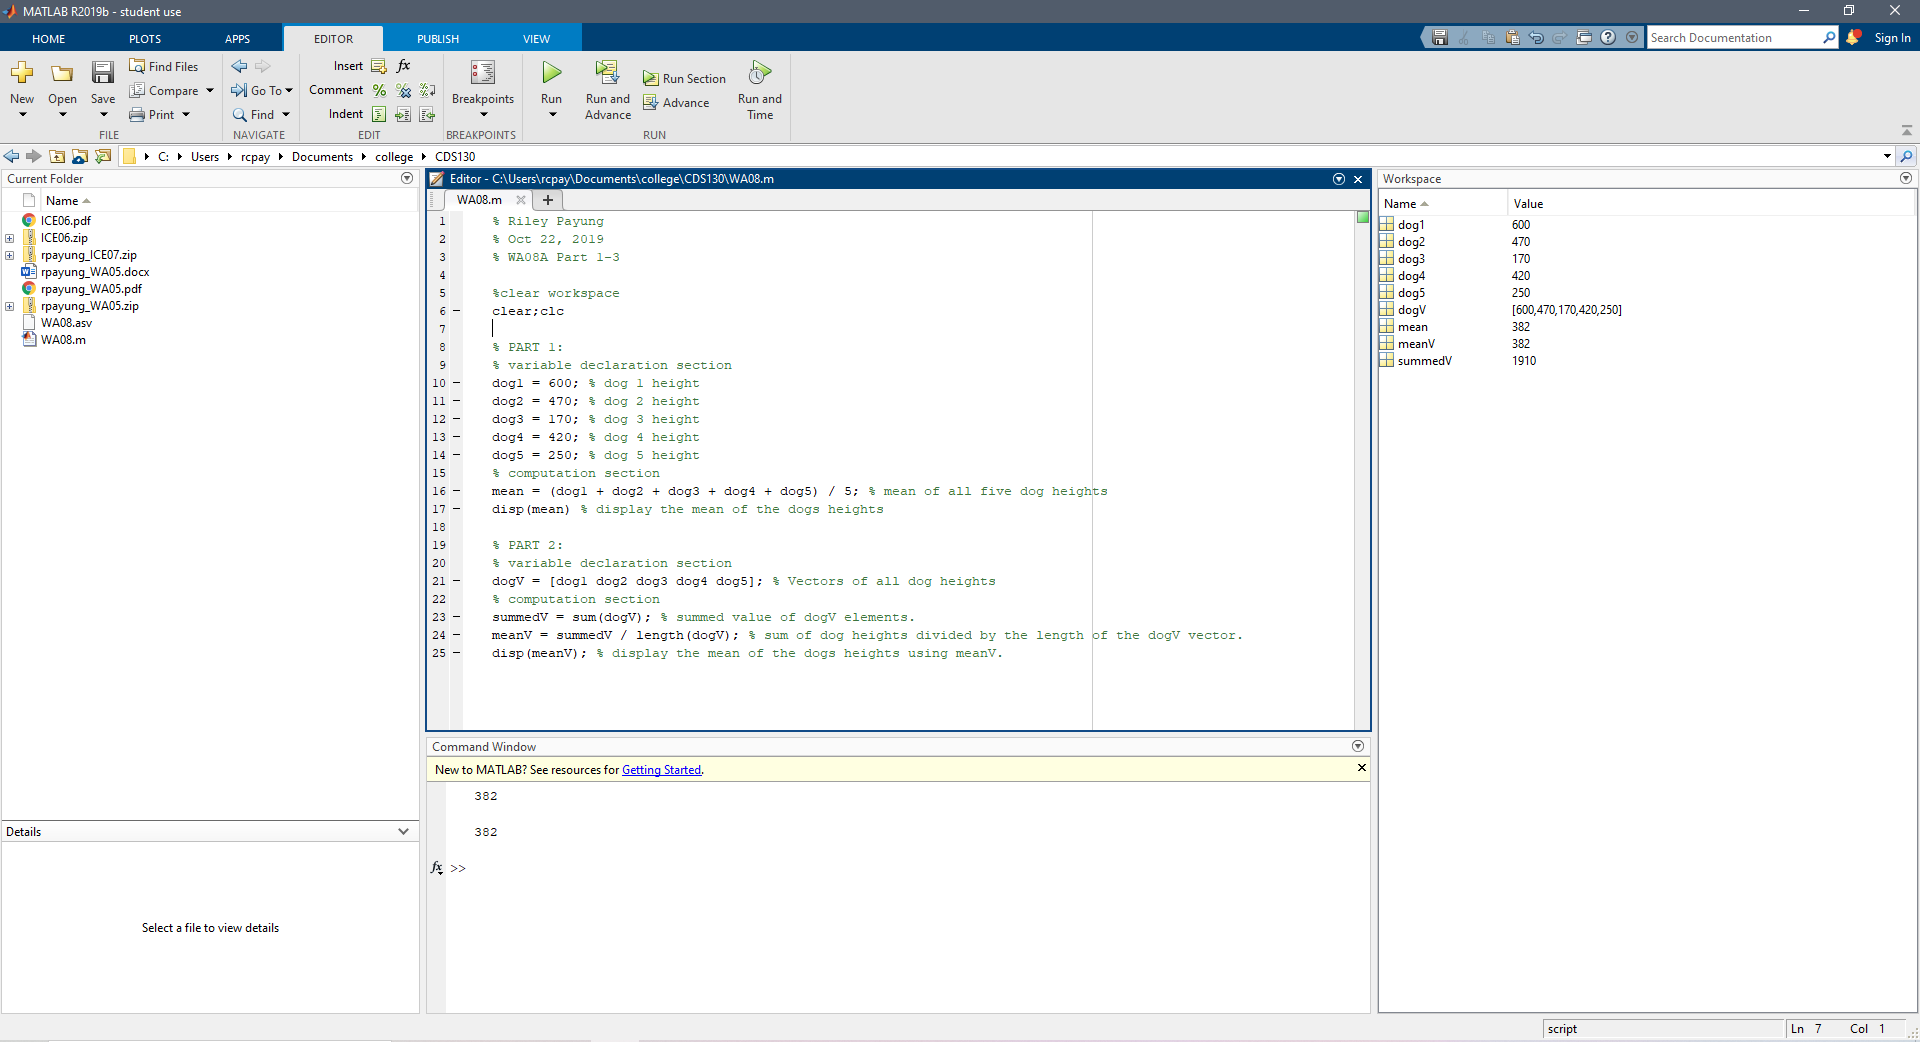 MATLAB R2019b - student use
HOME PLOTS APPS EDITOR PUBLISH VIEW
Search Documentation
Sign In
New
Open
Save
Find Files
Compare
Print
FILE
Go To
Find
NAVIGATE
Insert fx
Comment
Indent
EDIT
Breakpoints
BREAKPOINTS
Run
Run and
Advance
Run Section
Advance
Run and
Time
RUN
C: Users rcpay Documents college CDS130
Current Folder
Name
ICE06.pdf
ICE06.zip
rpayung_ICE07.zip
rpayung_WA05.docx
rpayung_WA05.pdf
rpayung_WA05.zip
WA08.asv
WA08.m
Details
Select a file to view details
Editor - C:\Users\rcpay\Documents\college\CDS130\WA08.m
WA08.m
1 % Riley Payung
2 % Oct 22, 2019
3 % WA08A Part 1-3
4
5 %clear workspace
6 – clear;clc
7
8 % PART 1:
9 % variable declaration section
10 – dog1 = 600; % dog 1 height
11 – dog2 = 470; % dog 2 height
12 – dog3 = 170; % dog 3 height
13 – dog4 = 420; % dog 4 height
14 – dog5 = 250; % dog 5 height
15 % computation section
16 – mean = (dog1 + dog2 + dog3 + dog4 + dog5) / 5; % mean of all five dog heights
17 – disp(mean) % display the mean of the dogs heights
18
19 % PART 2:
20 % variable declaration section
21 – dogV = [dog1 dog2 dog3 dog4 dog5]; % Vectors of all dog heights
22 % computation section
23 – summedV = sum(dogV); % summed value of dogV elements.
24 – meanV = summedV / length(dogV); % sum of dog heights divided by the length of the dogV vector.
25 – disp(meanV); % display the mean of the dogs heights using meanV.
Command Window
New to MATLAB? See resources for Getting Started.
382
382
fx >>
Workspace
Name Value
dog1 600
dog2 470
dog3 170
dog4 420
dog5 250
dogV [600,470,170,420,250]
mean 382
meanV 382
summedV 1910
script
Ln 7 Col 1